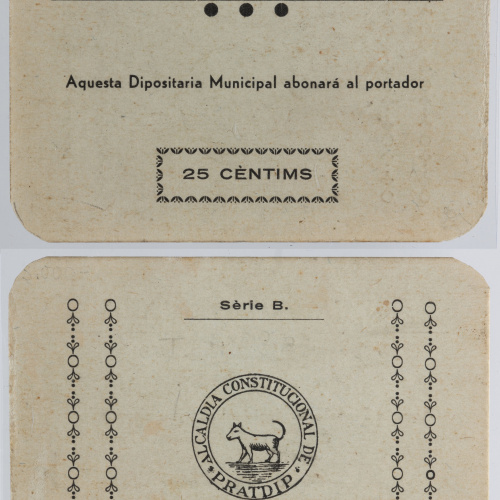 Aquesta Dipositaria Municipal abonará al portador
25 CÈNTIMS
Sèrie B.
ALCALDIA CONSTITUCIONAL DE
PRATDIP